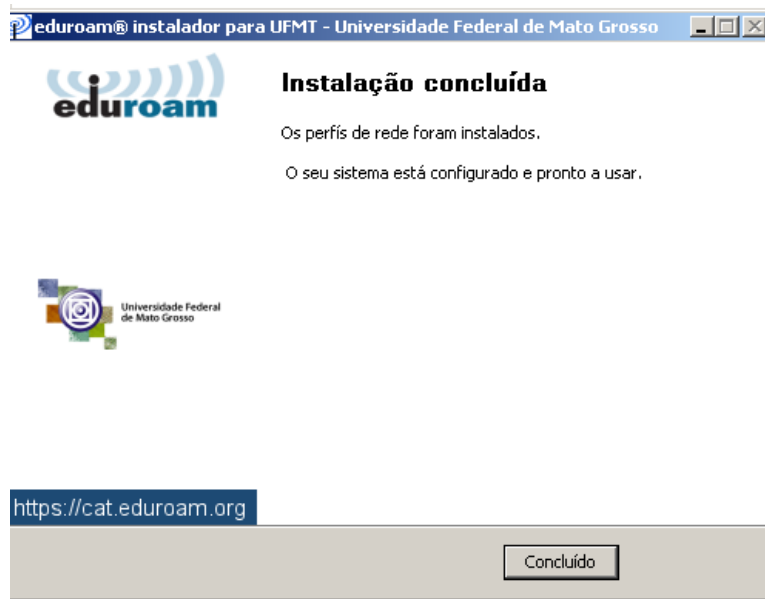 eduroam® instalador para UFMT - Universidade Federal de Mato Grosso
eduroam
Instalação concluída
Os perfís de rede foram instalados.
O seu sistema está configurado e pronto a usar.
Universidade Federal
de Mato Grosso
https://cat.eduroam.org
Concluído